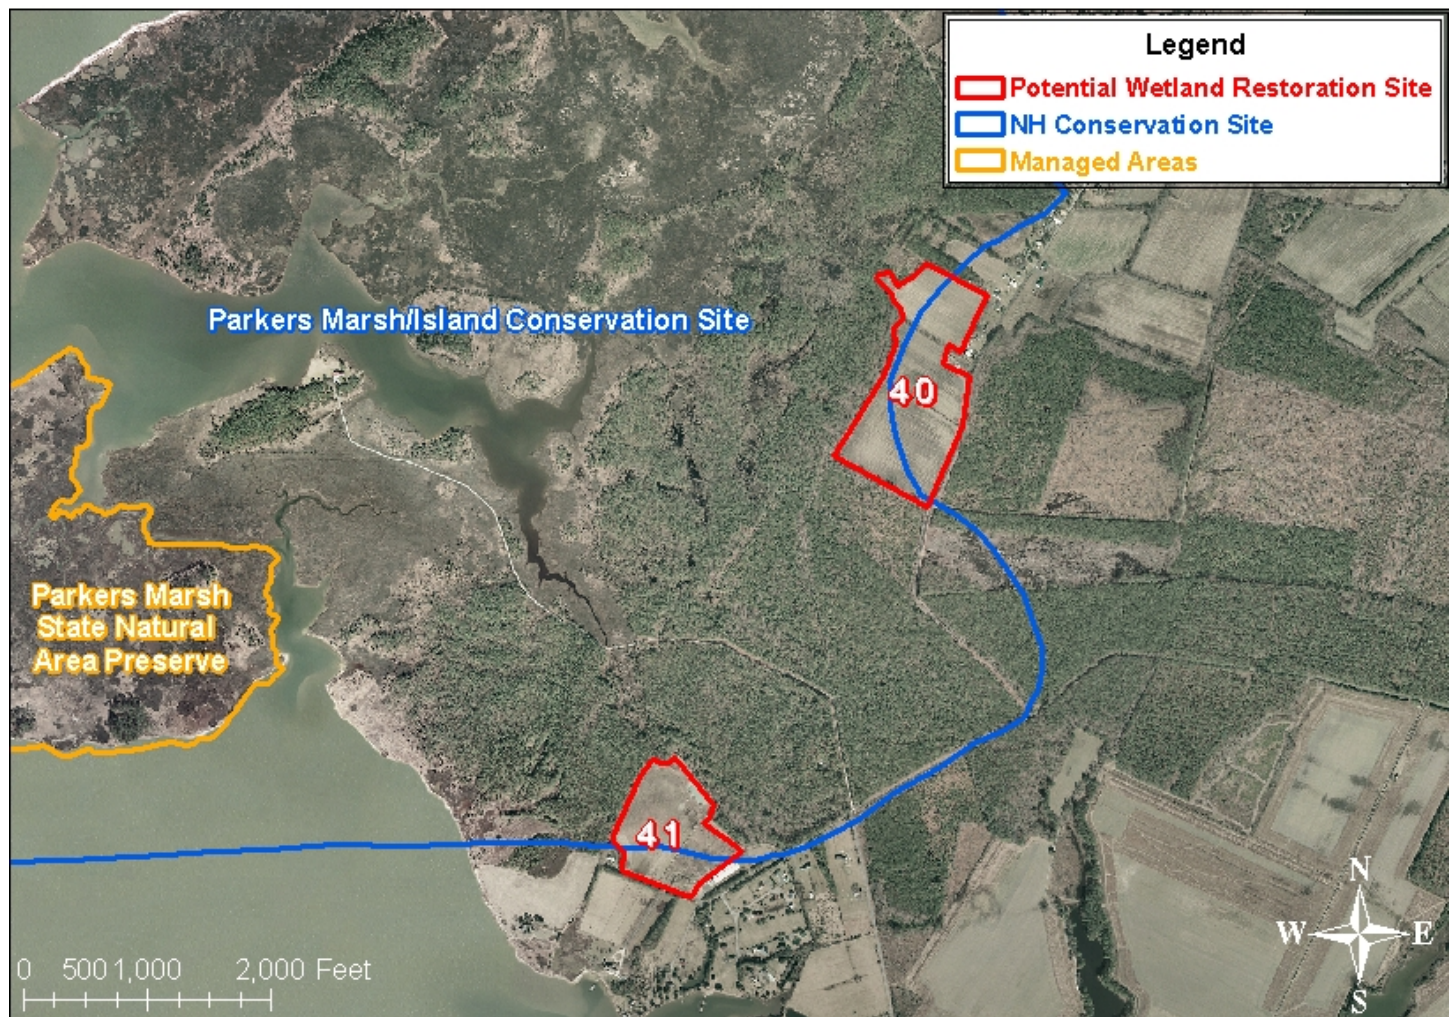 Legend
Potential Wetland Restoration Site
NH Conservation Site
Managed Areas
Parkers Marsh/Island Conservation Site
40
Parkers Marsh
State Natural
Area Preserve
41
N
W E
S
0 500 1,000 2,000 Feet